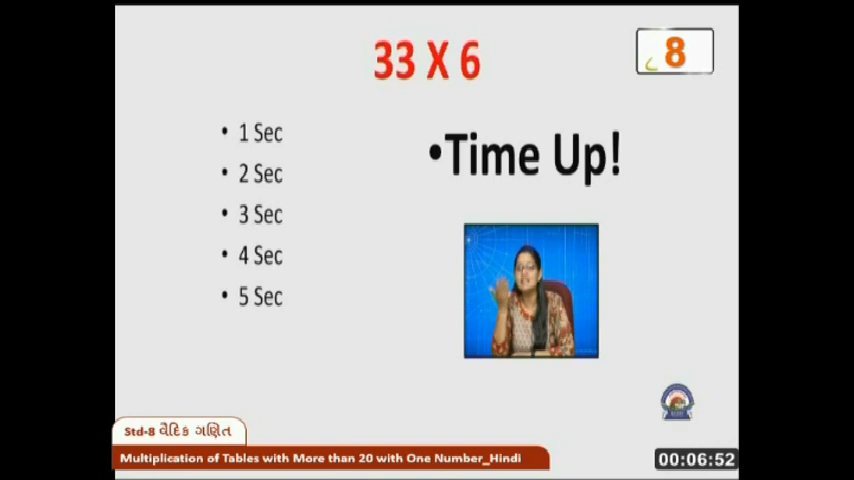 33 X 6
8
• 1 Sec
• 2 Sec
• 3 Sec
• 4 Sec
• 5 Sec
•Time Up!
Std-8 વૈદિક ગણિત
Multiplication of Tables with More than 20 with One Number_Hindi
00:06:52